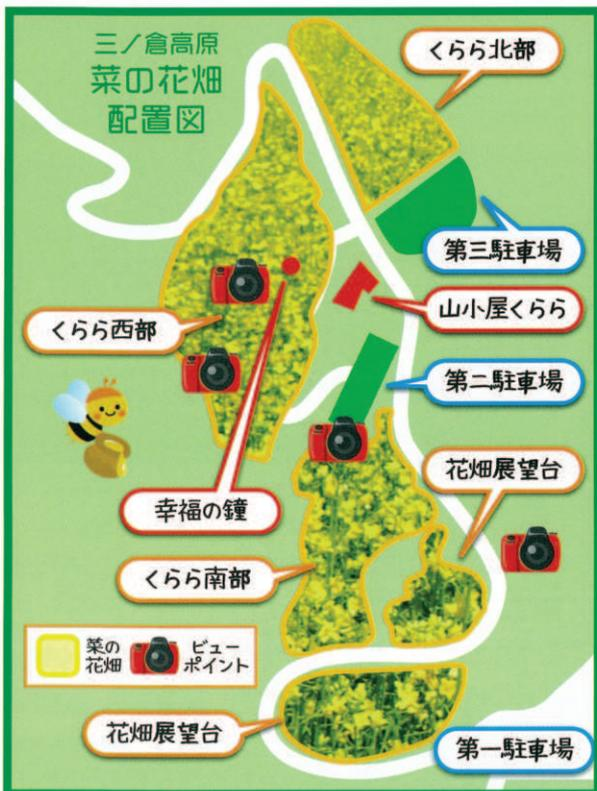 三ノ倉高原
菜の花畑
配置図
くらら北部
第三駐車場
山小屋くらら
くらら西部
第二駐車場
花畑展望台
幸福の鐘
くらら南部
菜の
花畑
ビュー
ポイント
花畑展望台
第一駐車場